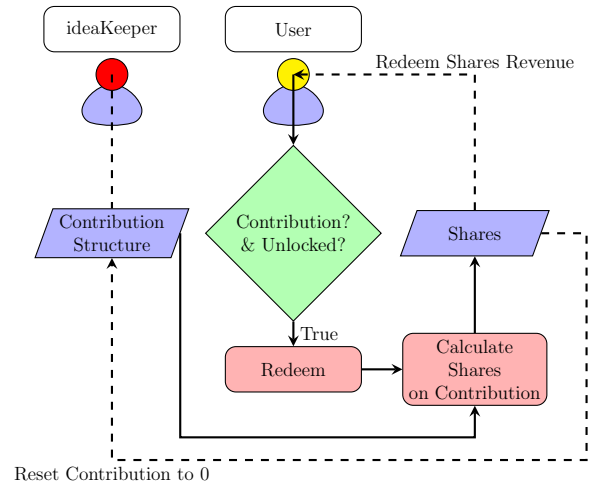 ideaKeeper
User
Redeem Shares Revenue
Contribution
Structure
Contribution?
& Unlocked?
Shares
True
Redeem
Calculate
Shares
on Contribution
Reset Contribution to 0